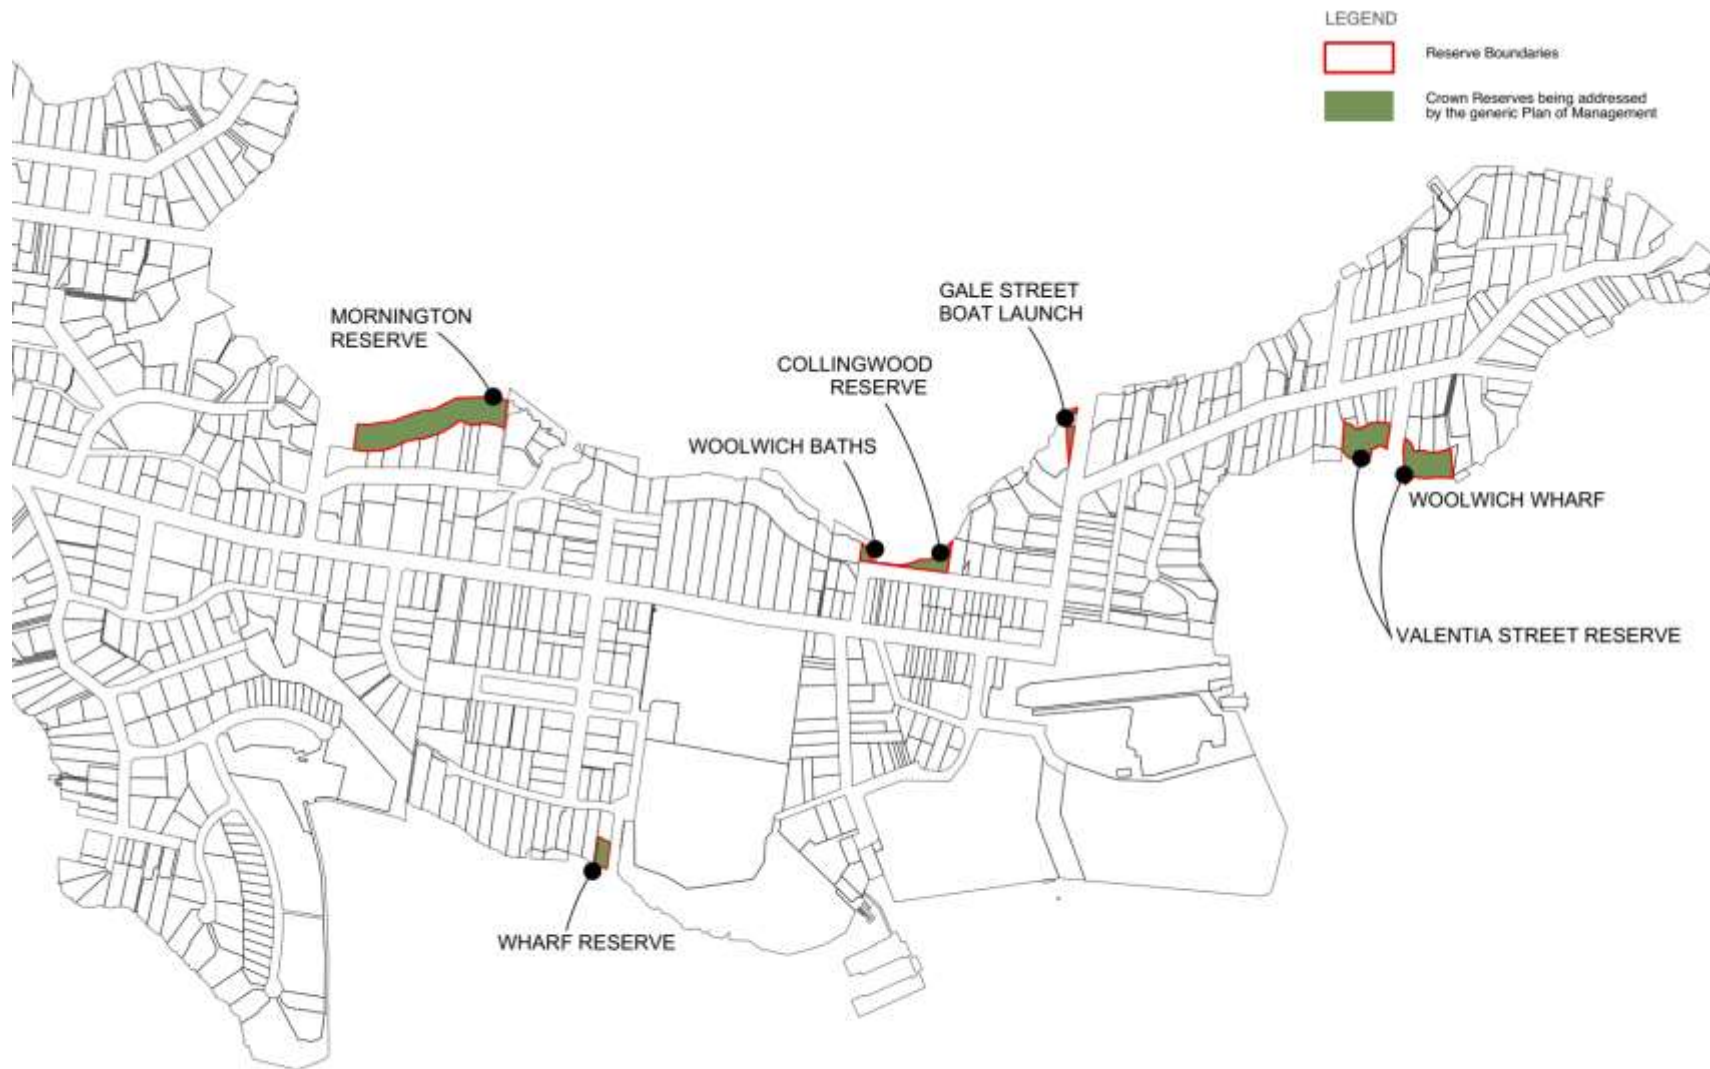 LEGEND
Reserve Boundaries
Crown Reserves being addressed
by the generic Plan of Management
GALE STREET
BOAT LAUNCH
MORNINGTON
RESERVE
COLLINGWOOD
RESERVE
WOOLWICH BATHS
WOOLWICH WHARF
VALENTIA STREET RESERVE
WHARF RESERVE